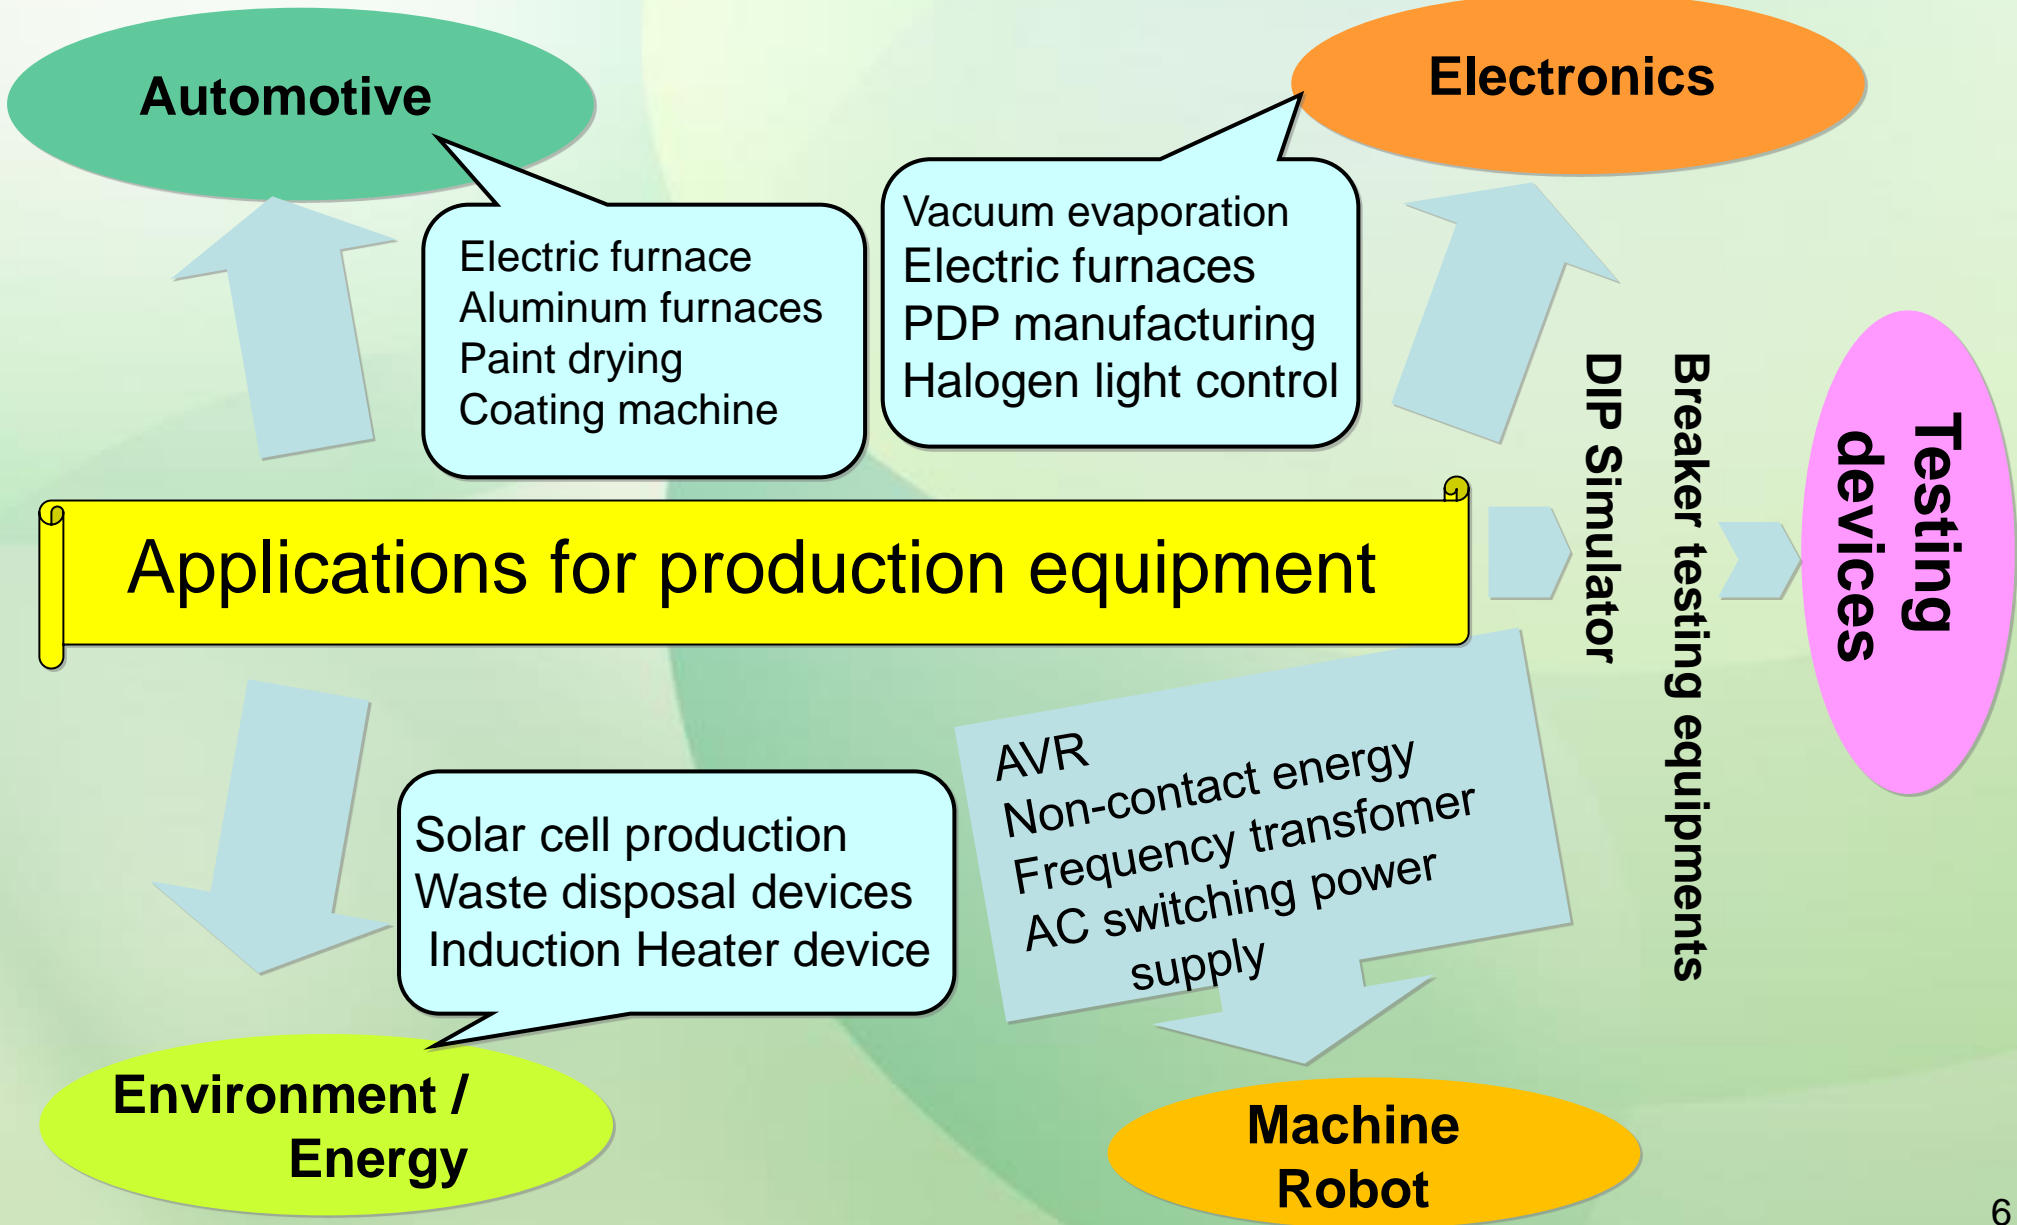 Automotive
Electronics
Electric furnace
Aluminum furnaces
Paint drying
Coating machine
Vacuum evaporation
Electric furnaces
PDP manufacturing
Halogen light control
Applications for production equipment
DIP Simulator
Breaker testing equipments
Testing
devices
Solar cell production
Waste disposal devices
Induction Heater device
AVR
Non-contact energy
Frequency transfomer
AC switching power
supply
Environment /
Energy
Machine
Robot
6